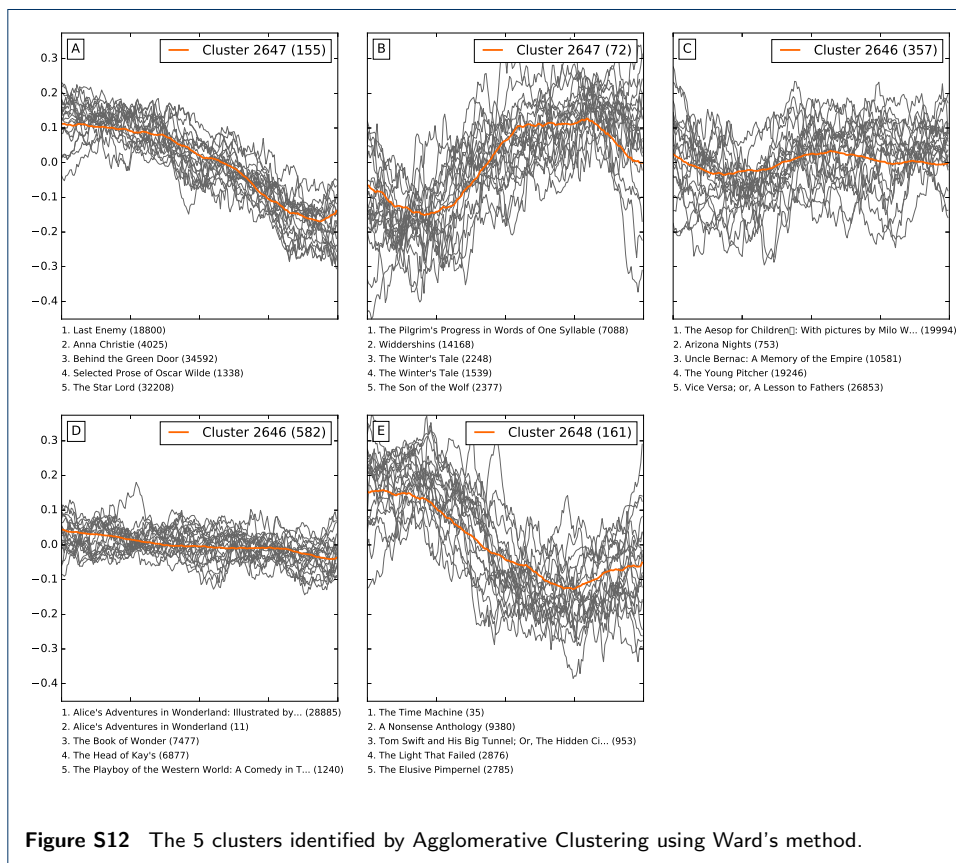 A
Cluster 2647 (155)
B
Cluster 2647 (72)
C
Cluster 2646 (357)
0.3
0.2
0.1
0.0
−0.1
−0.2
−0.3
−0.4
1. Last Enemy (18800)
2. Anna Christie (4025)
3. Behind the Green Door (34592)
4. Selected Prose of Oscar Wilde (1338)
5. The Star Lord (32208)
1. The Pilgrim's Progress in Words of One Syllable (7088)
2. Widdershins (14168)
3. The Winter's Tale (2248)
4. The Winter's Tale (1539)
5. The Son of the Wolf (2377)
1. The Aesop for Children▯: With pictures by Milo W... (19994)
2. Arizona Nights (753)
3. Uncle Bernac: A Memory of the Empire (10581)
4. The Young Pitcher (19246)
5. Vice Versa; or, A Lesson to Fathers (26853)
D
Cluster 2646 (582)
E
Cluster 2648 (161)
0.3
0.2
0.1
0.0
−0.1
−0.2
−0.3
−0.4
1. Alice's Adventures in Wonderland: Illustrated by... (28885)
2. Alice's Adventures in Wonderland (11)
3. The Book of Wonder (7477)
4. The Head of Kay's (6877)
5. The Playboy of the Western World: A Comedy in T... (1240)
1. The Time Machine (35)
2. A Nonsense Anthology (9380)
3. Tom Swift and His Big Tunnel; Or, The Hidden Ci... (953)
4. The Light That Failed (2876)
5. The Elusive Pimpernel (2785)
Figure S12 The 5 clusters identified by Agglomerative Clustering using Ward's method.